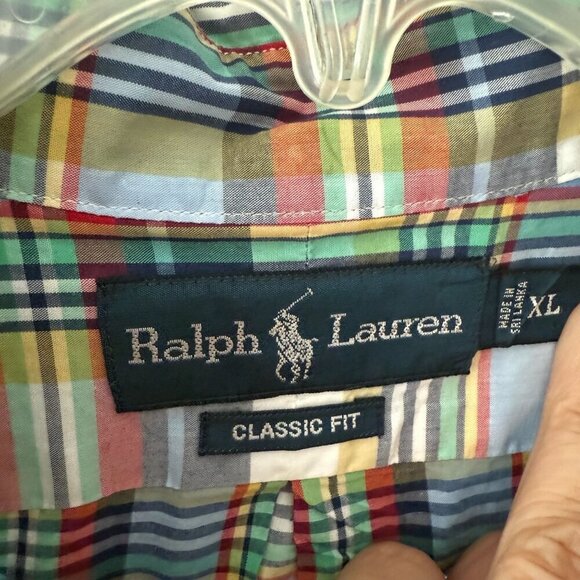 Ralph Lauren
CLASSIC FIT
MADE IN
SRI LANKA
XL